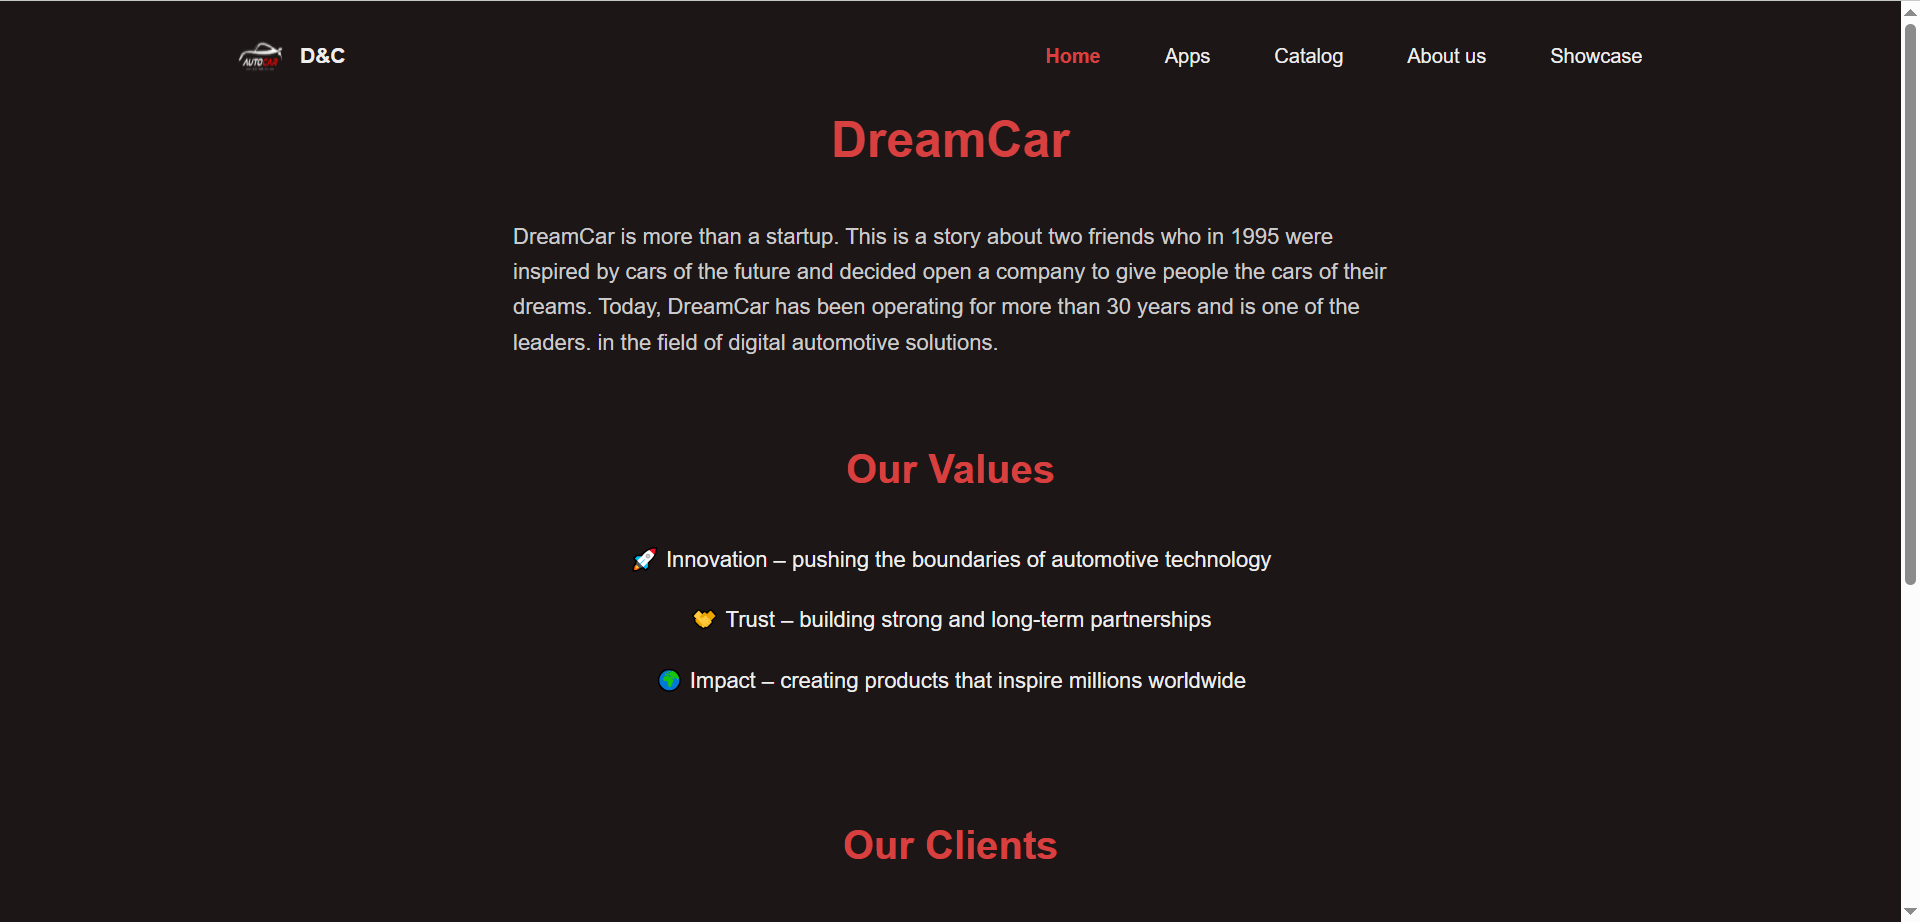 AUTOCAR
D&C
Home
Apps
Catalog
About us
Showcase
DreamCar
DreamCar is more than a startup. This is a story about two friends who in 1995 were
inspired by cars of the future and decided open a company to give people the cars of their
dreams. Today, DreamCar has been operating for more than 30 years and is one of the
leaders. in the field of digital automotive solutions.
Our Values
🚀 Innovation – pushing the boundaries of automotive technology
🤝 Trust – building strong and long-term partnerships
🌍 Impact – creating products that inspire millions worldwide
Our Clients